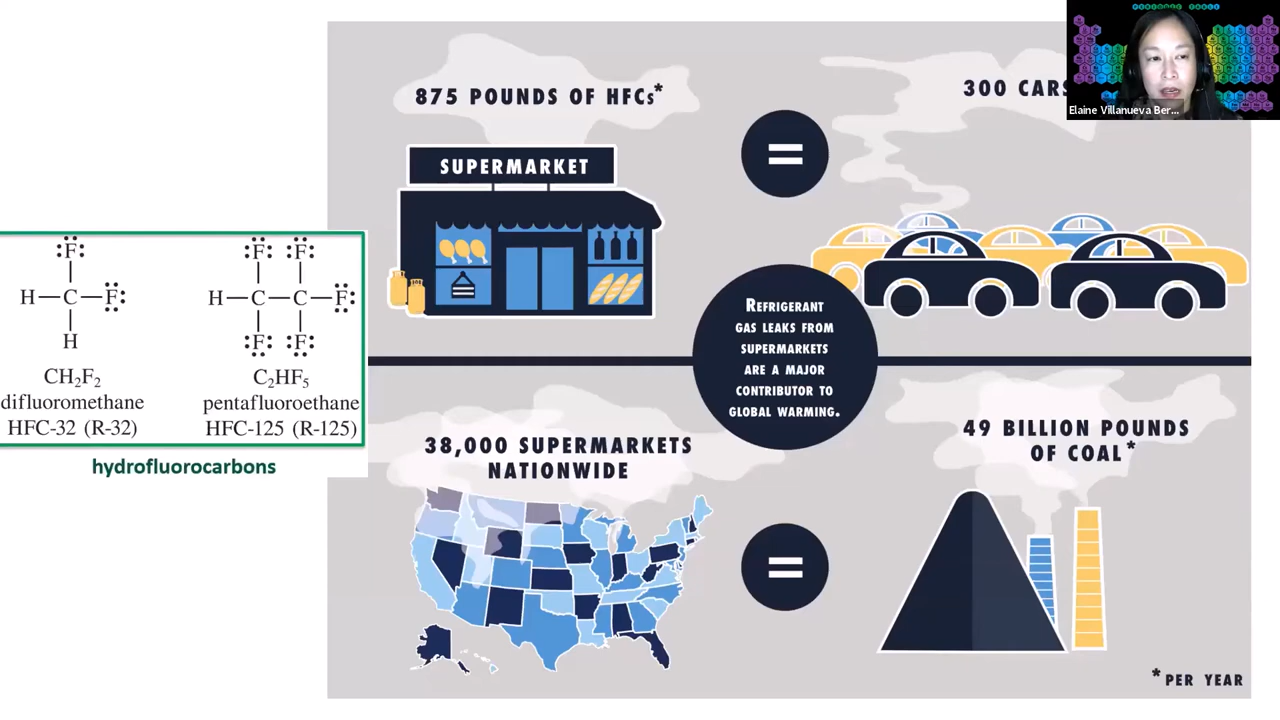 875 POUNDS OF HFCs*
300 CARS
Elaine Villanueva Ber...
SUPERMARKET
=
REFRIGERANT
GAS LEAKS FROM
SUPERMARKETS
ARE A MAJOR
CONTRIBUTOR TO
GLOBAL WARMING.
:F:
H—C—F:
H
CH₂F₂
difluoromethane
HFC-32 (R-32)
:F: :F:
H—C—C—F:
:F: :F:
C₂HF₅
pentafluoroethane
HFC-125 (R-125)
hydrofluorocarbons
38,000 SUPERMARKETS
NATIONWIDE
=
49 BILLION POUNDS
OF COAL*
*PER YEAR